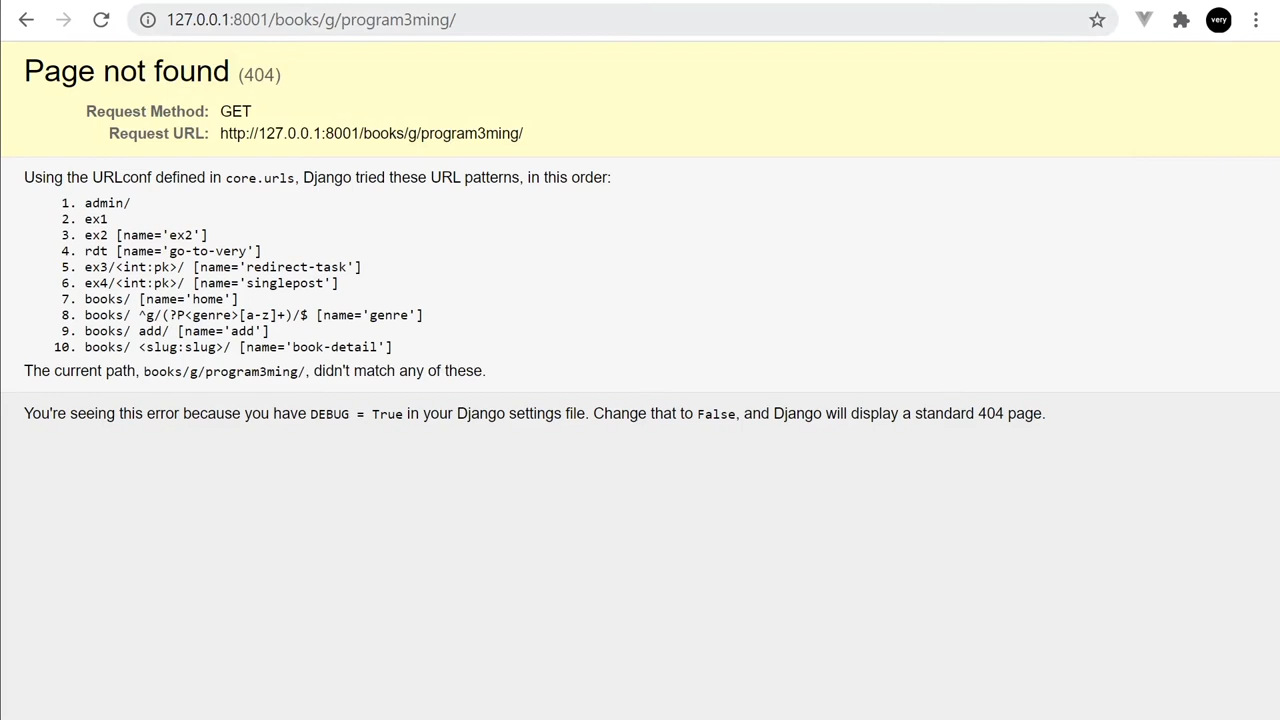 127.0.0.1:8001/books/g/program3ming/
very
Page not found (404)
Request Method: GET
Request URL: http://127.0.0.1:8001/books/g/program3ming/
Using the URLconf defined in core.urls, Django tried these URL patterns, in this order:
1. admin/
2. ex1
3. ex2 [name='ex2']
4. rdt [name='go-to-very']
5. ex3/<int:pk>/ [name='redirect-task']
6. ex4/<int:pk>/ [name='singlepost']
7. books/ [name='home']
8. books/ ^g/(?P<genre>[a-z]+)/$ [name='genre']
9. books/ add/ [name='add']
10. books/ <slug:slug>/ [name='book-detail']
The current path, books/g/program3ming/, didn't match any of these.
You're seeing this error because you have DEBUG = True in your Django settings file. Change that to False, and Django will display a standard 404 page.